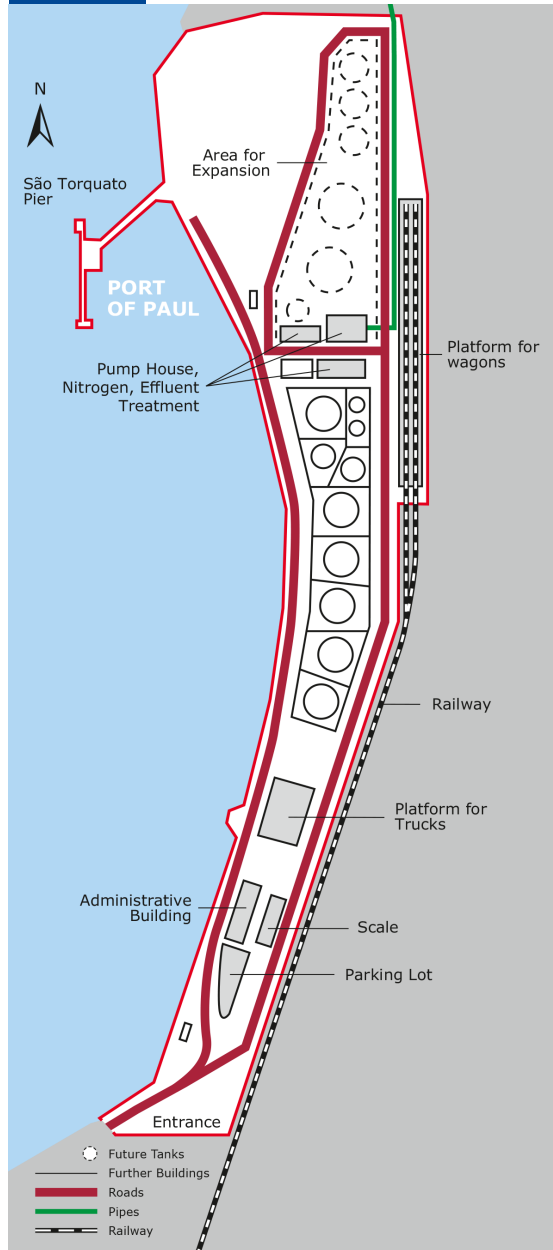 N
São Torquato
Pier
Area for
Expansion
PORT
OF PAUL
Platform for
wagons
Pump House,
Nitrogen, Effluent
Treatment
Railway
Platform for
Trucks
Administrative
Building
Scale
Parking Lot
Entrance
Future Tanks
Further Buildings
Roads
Pipes
Railway